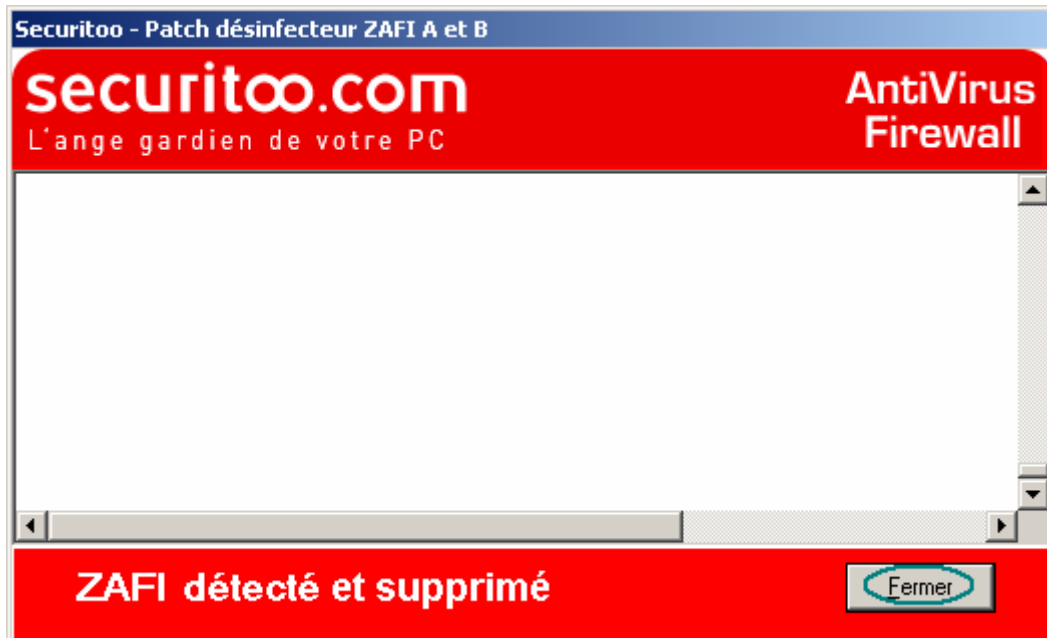 Securitoo - Patch désinfecteur ZAFI A et B
securitoo.com
L'ange gardien de votre PC
AntiVirus
Firewall
ZAFI détecté et supprimé
Fermer